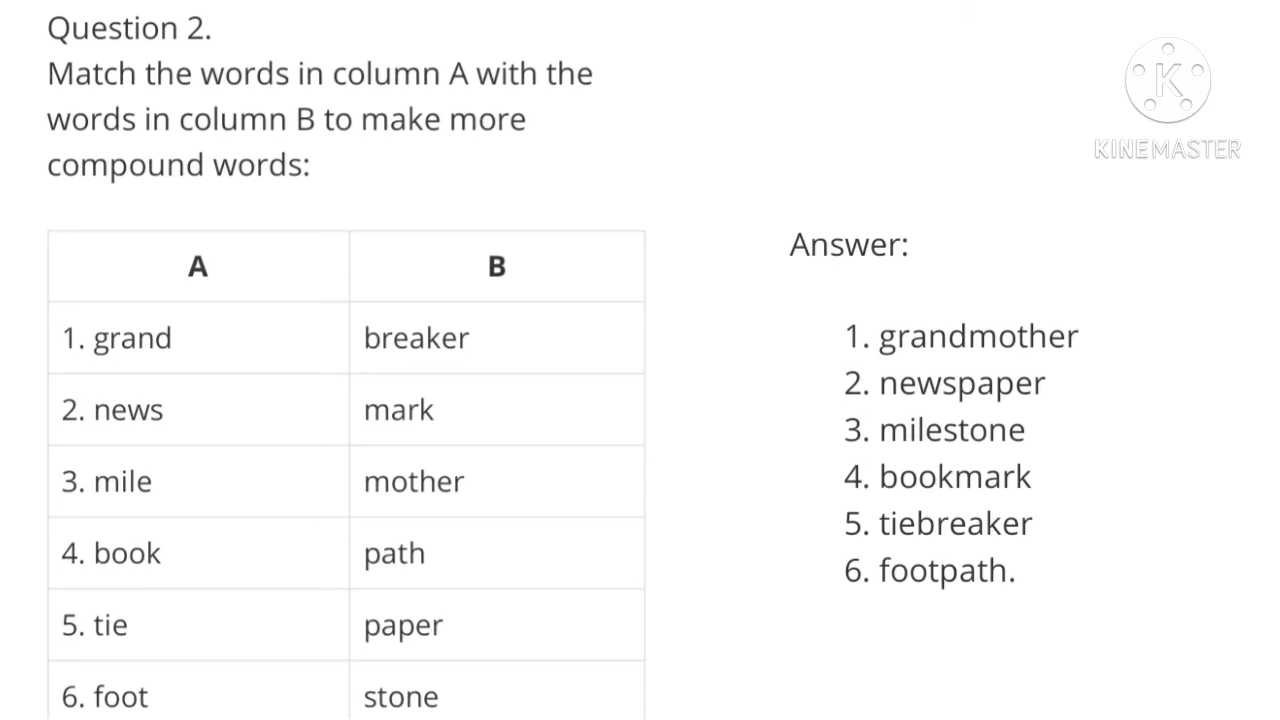 Question 2.
Match the words in column A with the
words in column B to make more
compound words:
K
KINEMASTER
A B
1. grand breaker
2. news mark
3. mile mother
4. book path
5. tie paper
6. foot stone
Answer:
1. grandmother
2. newspaper
3. milestone
4. bookmark
5. tiebreaker
6. footpath.